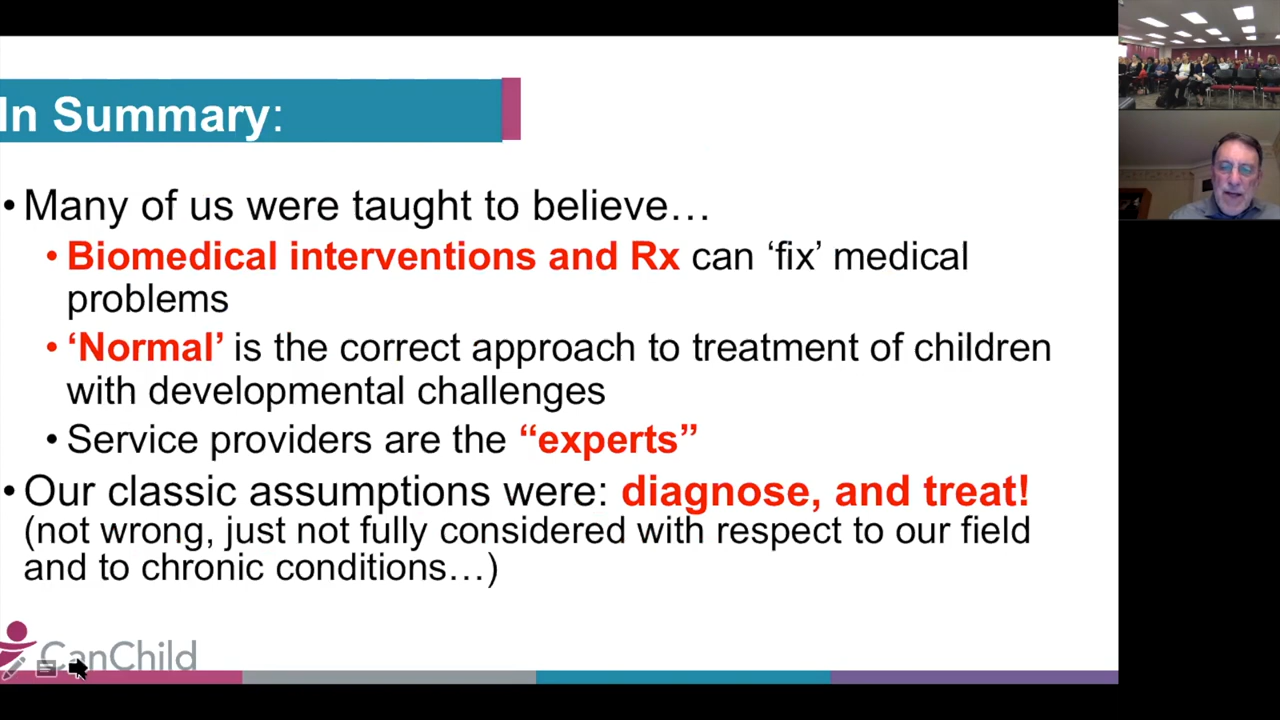 In Summary:
• Many of us were taught to believe…
• Biomedical interventions and Rx can ‘fix’ medical
problems
• ‘Normal’ is the correct approach to treatment of children
with developmental challenges
• Service providers are the “experts”
• Our classic assumptions were: diagnose, and treat!
(not wrong, just not fully considered with respect to our field
and to chronic conditions…)
CanChild